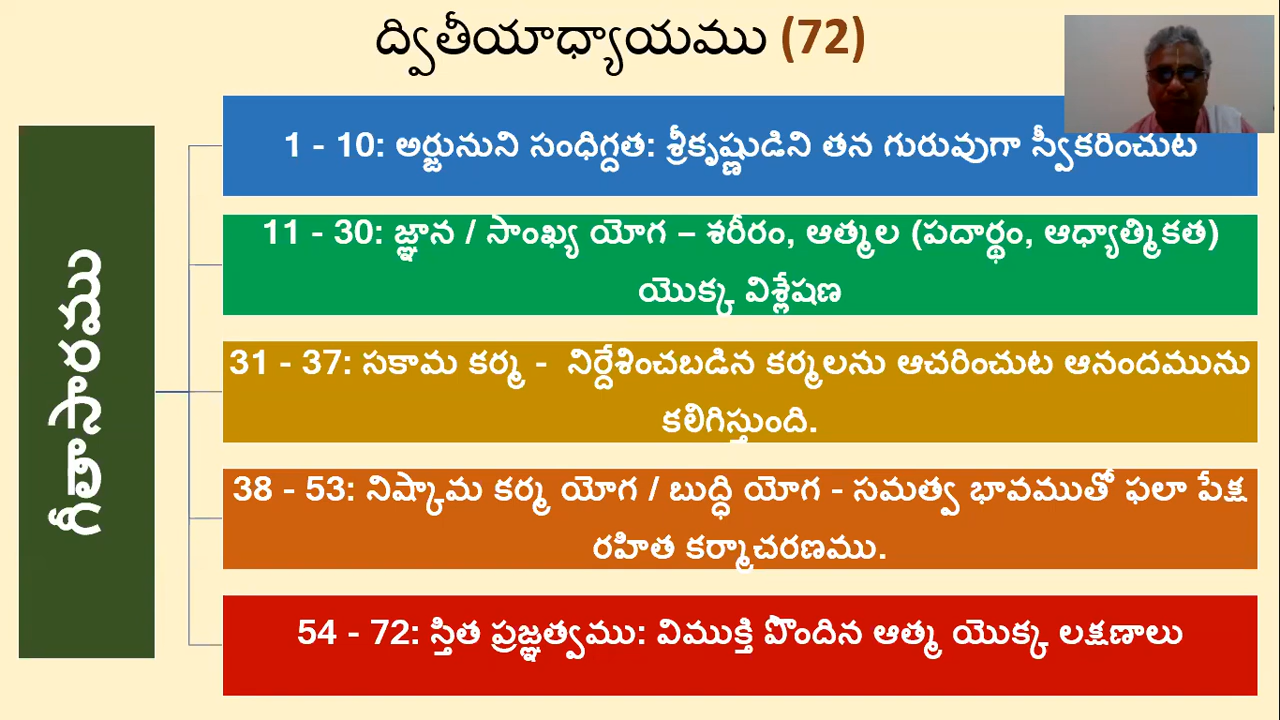 ద్వితీయాధ్యాయము (72)
గీతాసారము
1 - 10: అర్జునుని సంధిగ్దత: శ్రీకృష్ణుడిని తన గురువుగా స్వీకరించుట
11 - 30: జ్ఞాన / సాంఖ్య యోగ – శరీరం, ఆత్మల (పదార్థం, ఆధ్యాత్మికత)
యొక్క విశ్లేషణ
31 - 37: సకామ కర్మ - నిర్దేశించబడిన కర్మలను ఆచరించుట ఆనందమును
కలిగిస్తుంది.
38 - 53: నిష్కామ కర్మ యోగ / బుద్ధి యోగ - సమత్వ భావముతో ఫలా పేక్ష
రహిత కర్మాచరణము.
54 - 72: స్తిత ప్రజ్ఞత్వము: విముక్తి పొందిన ఆత్మ యొక్క లక్షణాలు